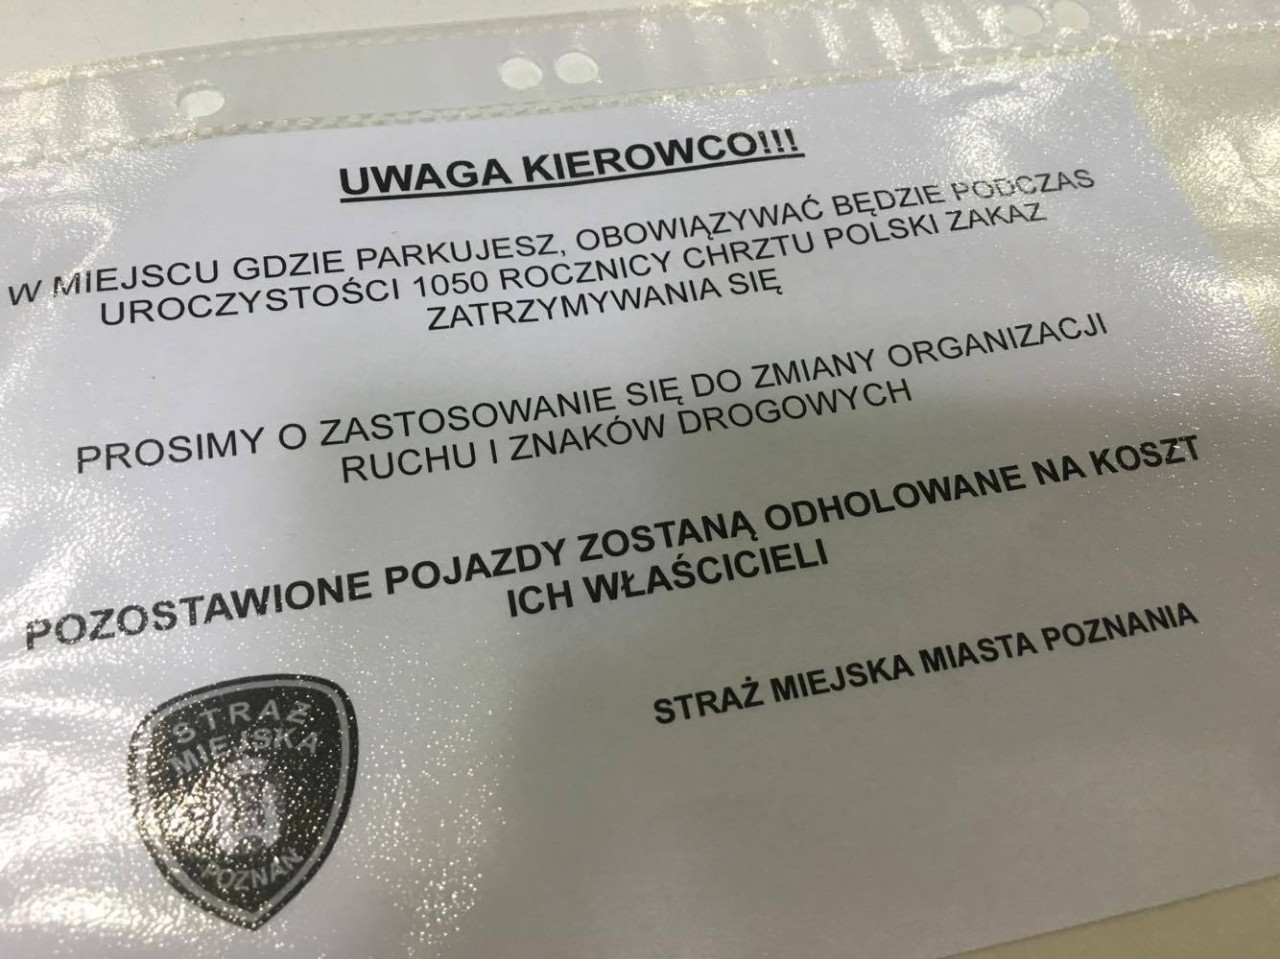 UWAGA KIEROWCO!!!
W MIEJSCU GDZIE PARKUJESZ, OBOWIĄZYWAĆ BĘDZIE PODCZAS
UROCZYSTOŚCI 1050 ROCZNICY CHRZTU POLSKI ZAKAZ
ZATRZYMYWANIA SIĘ
PROSIMY O ZASTOSOWANIE SIĘ DO ZMIANY ORGANIZACJI
RUCHU I ZNAKÓW DROGOWYCH
POZOSTAWIONE POJAZDY ZOSTANĄ ODHOLOWANE NA KOSZT
ICH WŁAŚCICIELI
STRAŻ MIEJSKA MIASTA POZNANIA
STRAŻ
MIEJSKA
POZNAŃ